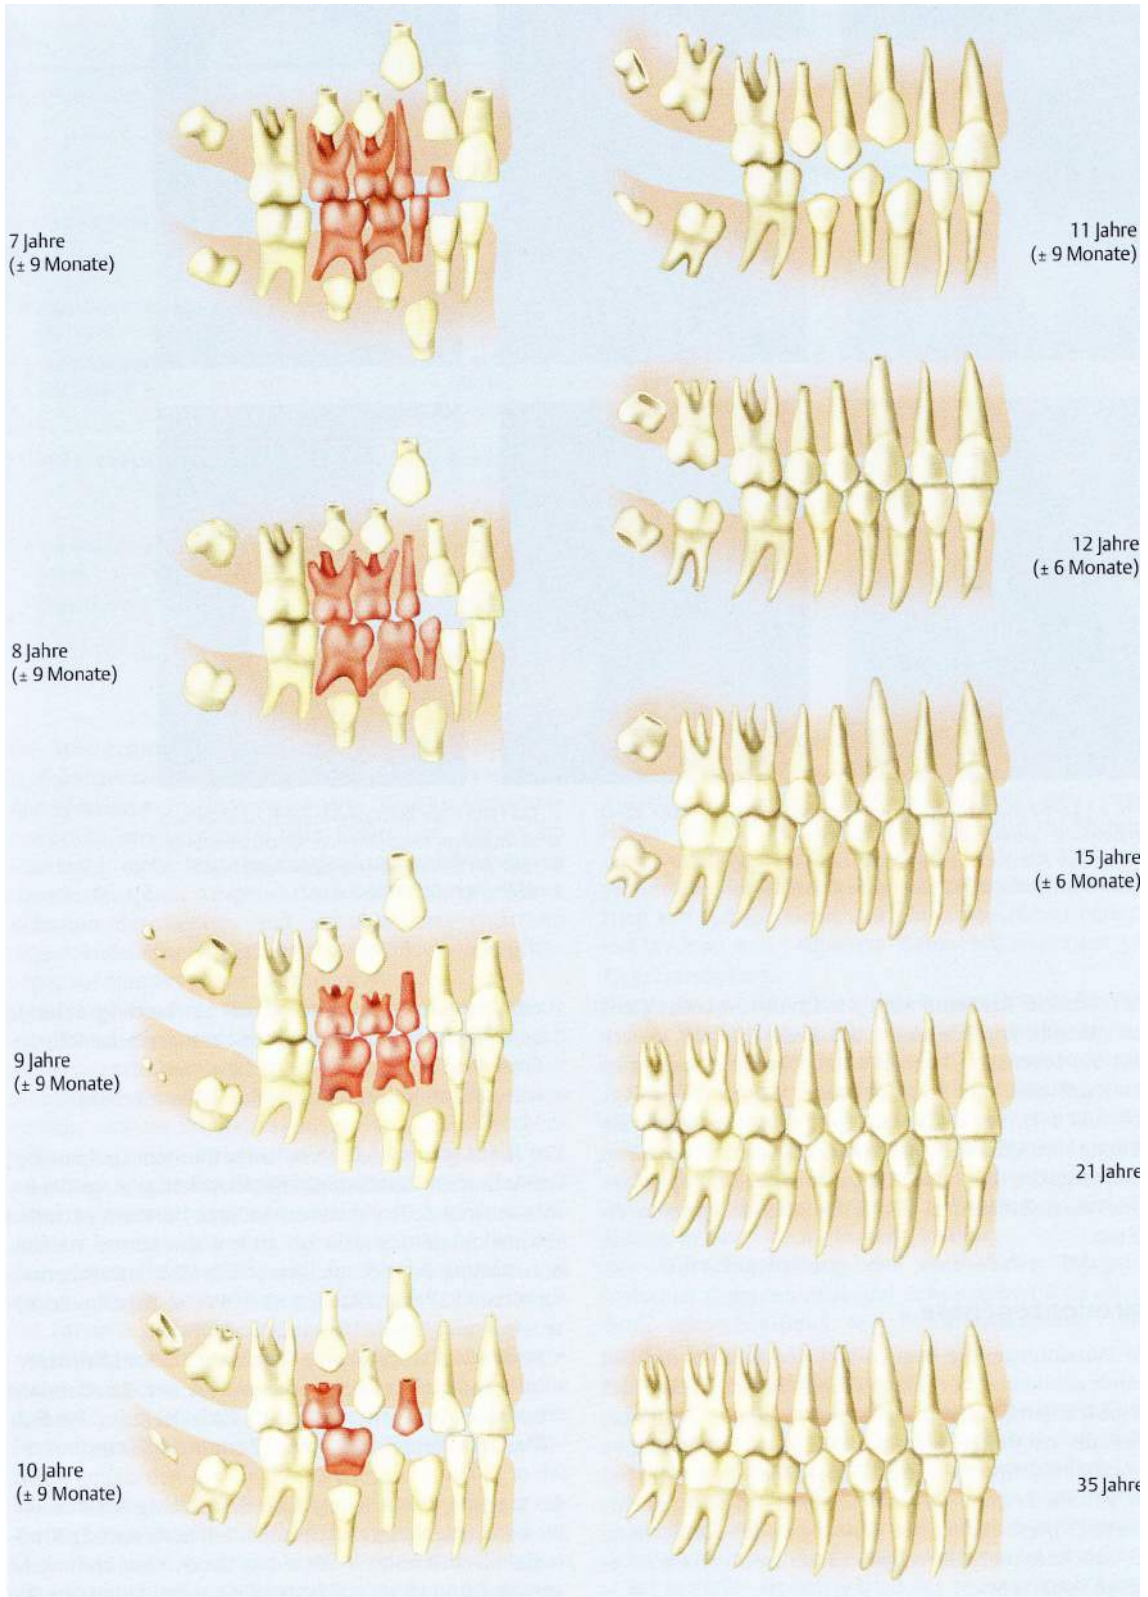 7 Jahre
(± 9 Monate)
8 Jahre
(± 9 Monate)
9 Jahre
(± 9 Monate)
10 Jahre
(± 9 Monate)
11 Jahre
(± 9 Monate)
12 Jahre
(± 6 Monate)
15 Jahre
(± 6 Monate)
21 Jahre
35 Jahre